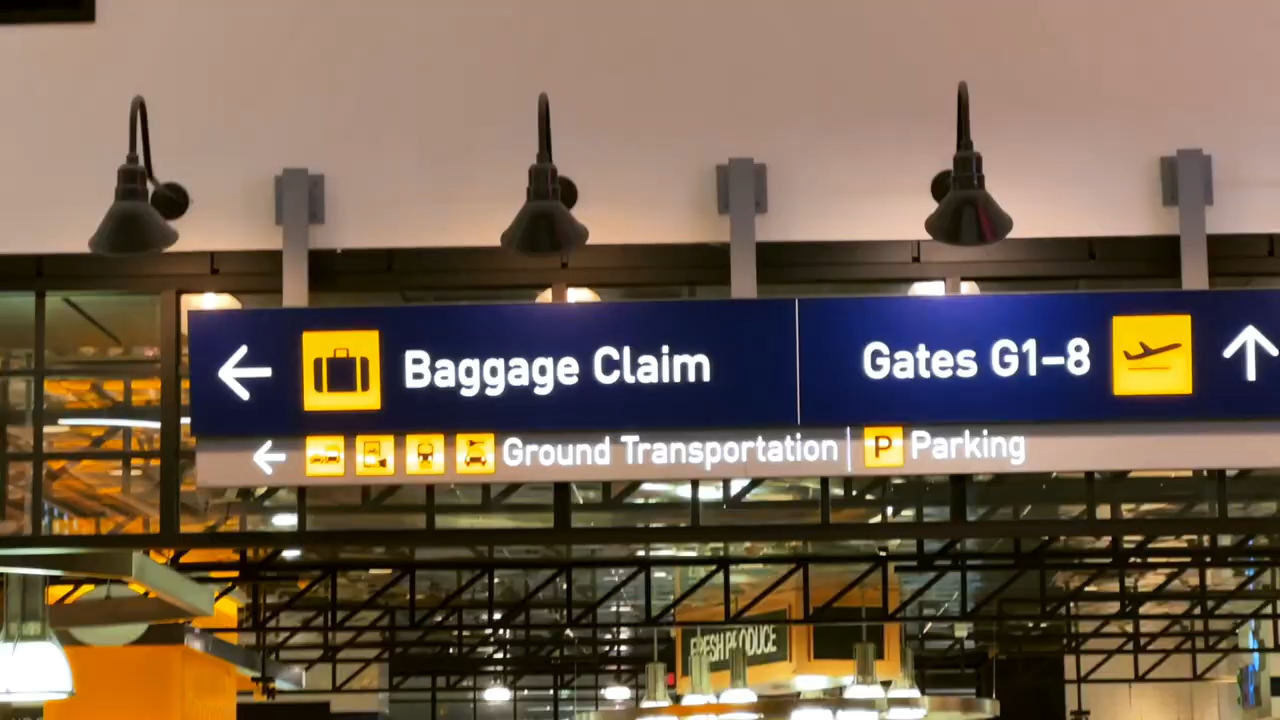 Baggage Claim
Gates G1–8
Ground Transportation
P Parking
FRESH PRODUCE